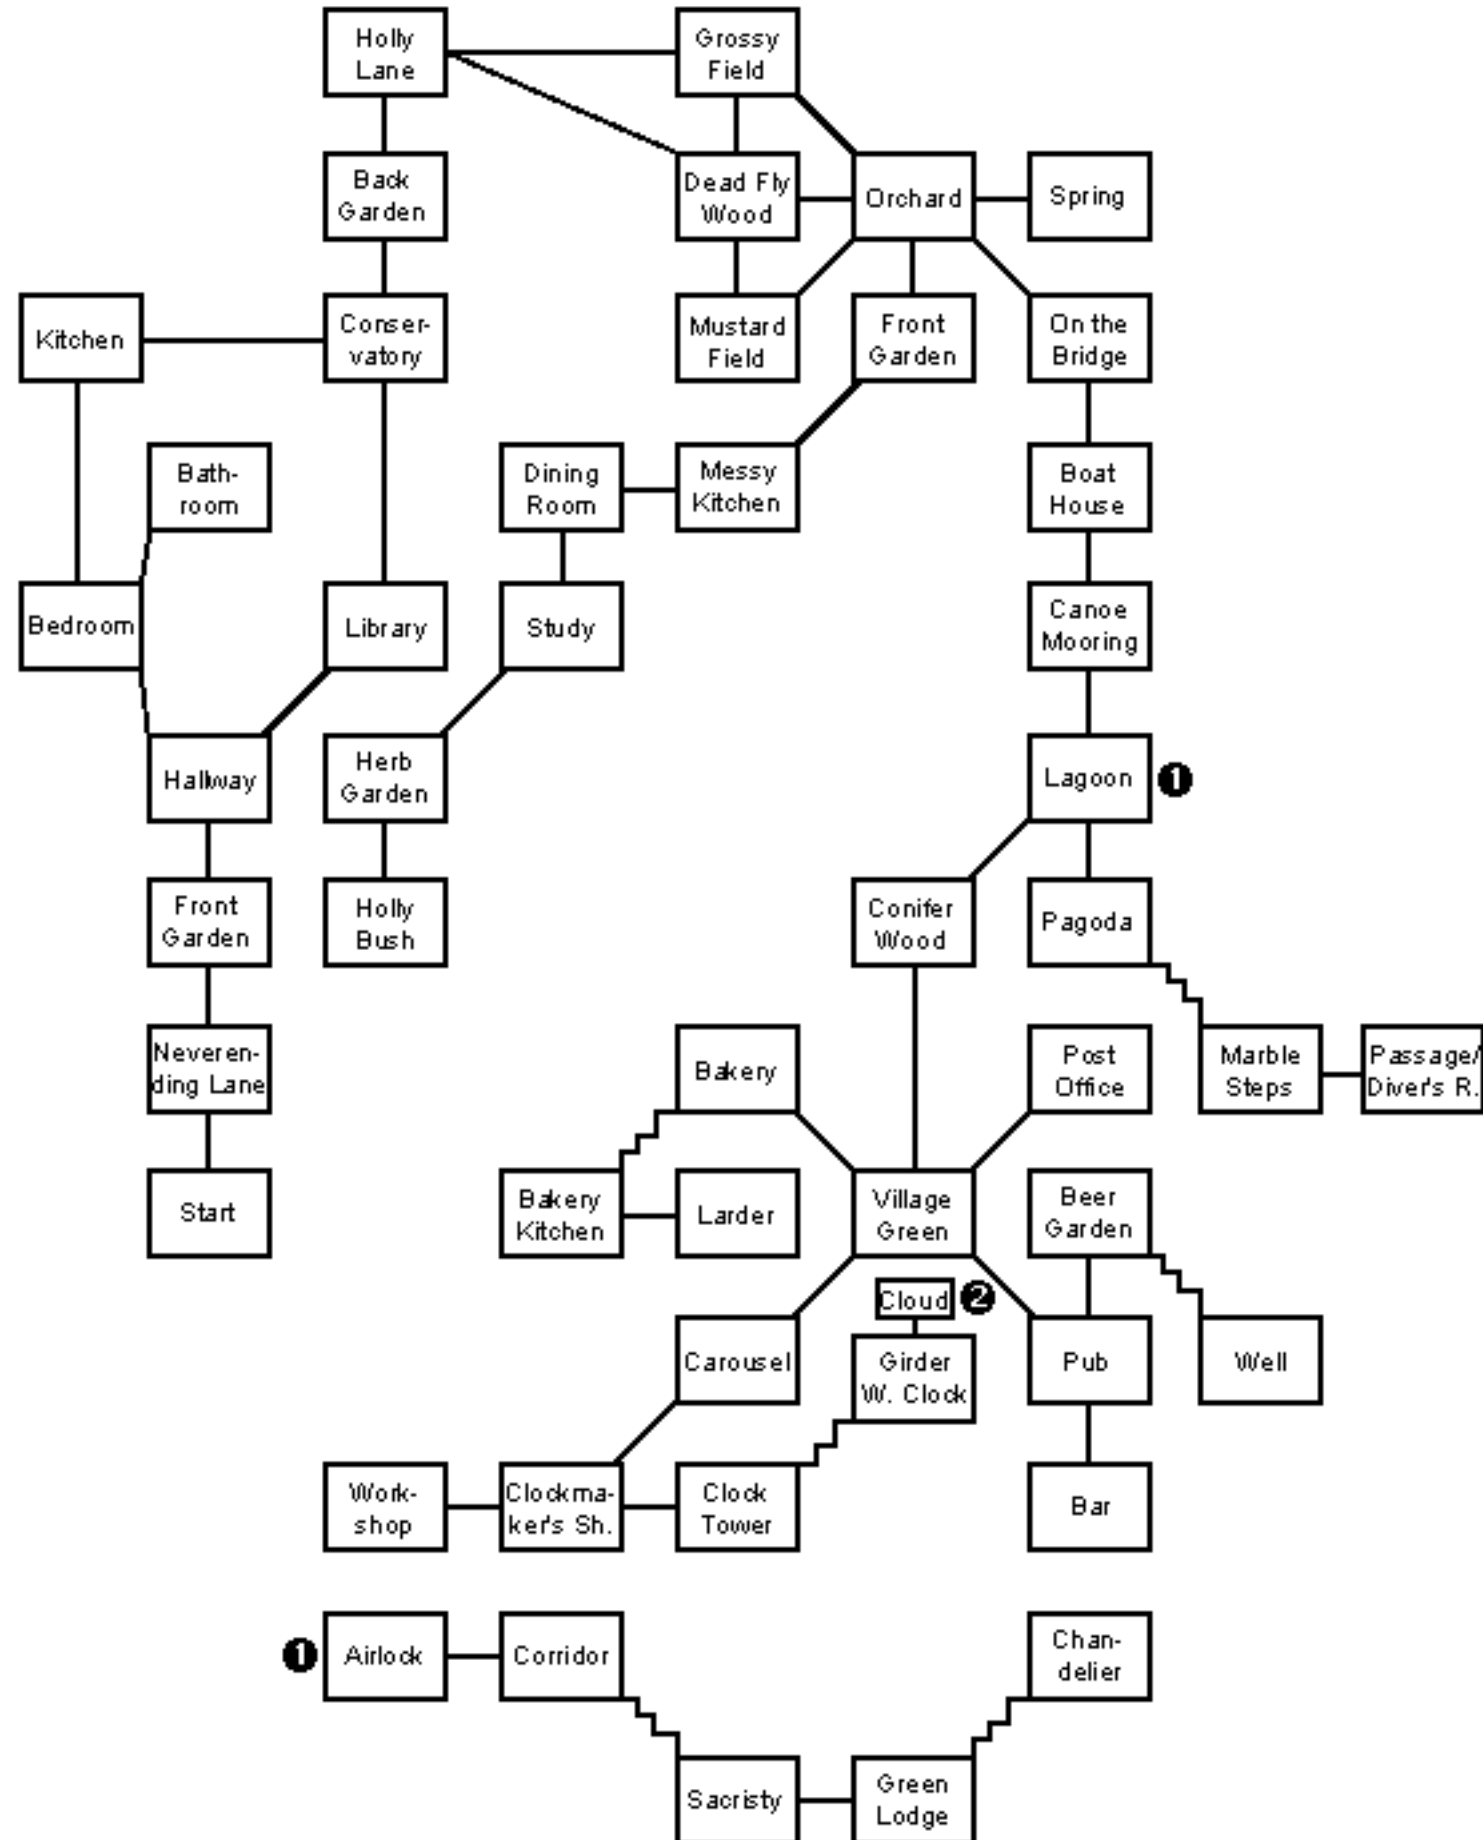 Holly
Lane
Grossy
Field
Back
Garden
Dead Fly
Wood
Orchard
Spring
Kitchen
Conser-
vatory
Mustard
Field
Front
Garden
On the
Bridge
Bath-
room
Dining
Room
Messy
Kitchen
Boat
House
Bedroom
Library
Study
Canoe
Mooring
Hallway
Herb
Garden
Lagoon
1
Front
Garden
Holly
Bush
Conifer
Wood
Pagoda
Neveren-
ding Lane
Bakery
Post
Office
Marble
Steps
Passage/
Diver's R.
Start
Bakery
Kitchen
Larder
Village
Green
Beer
Garden
Cloud
2
Carousel
Girder
W. Clock
Pub
Well
Work-
shop
Clockma-
ker's Sh.
Clock
Tower
Bar
1
Airlock
Corridor
Chan-
delier
Sacristy
Green
Lodge